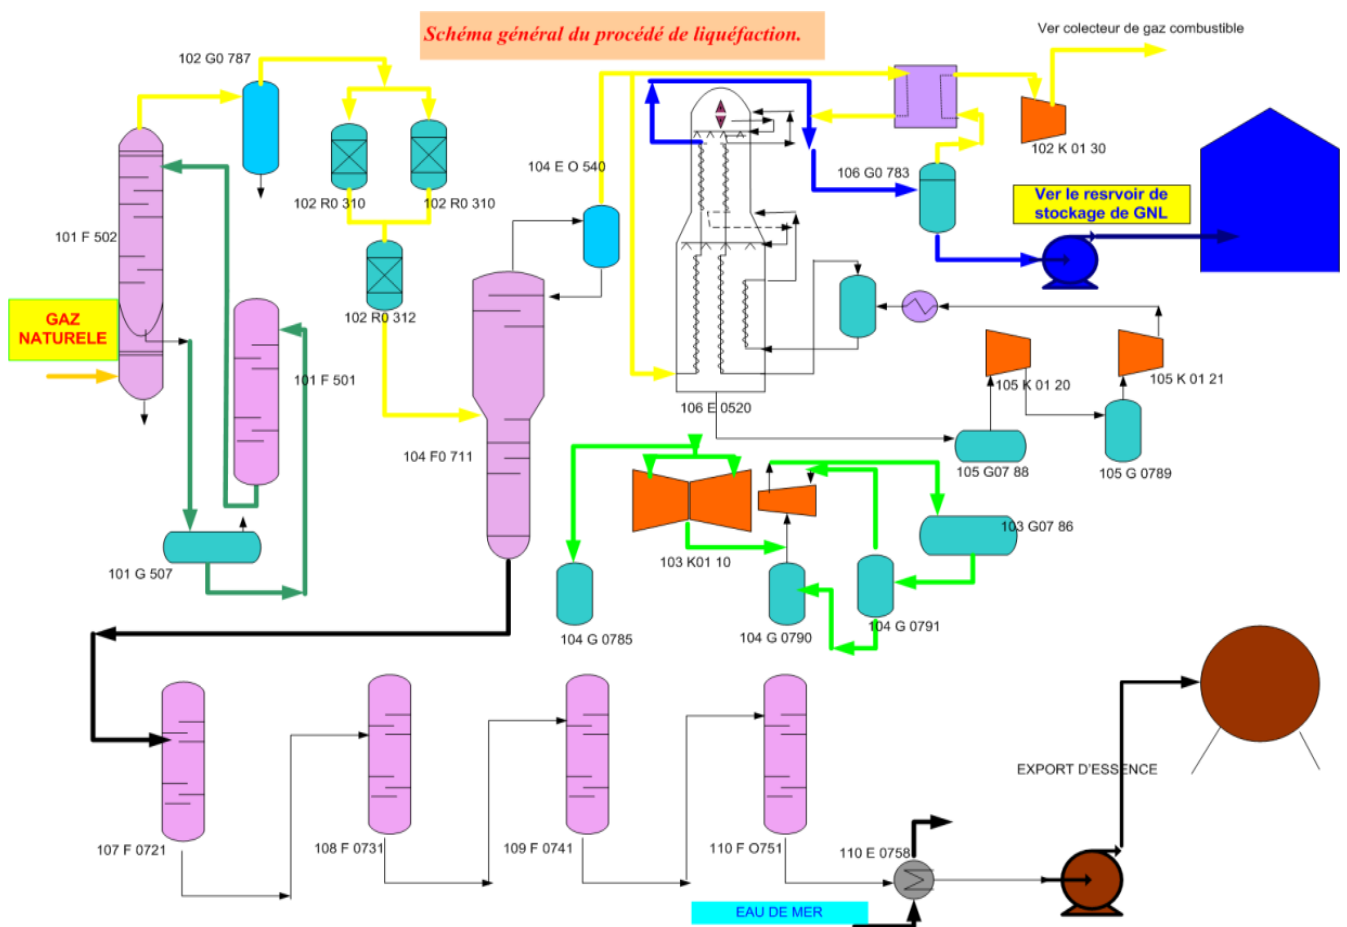 Schéma général du procédé de liquéfaction.
Ver colecteur de gaz combustible
102 G0 787
102 K 01 30
104 E O 540
106 G0 783
102 R0 310
102 R0 310
Ver le resrvoir de
stockage de GNL
101 F 502
GAZ
NATURELE
102 R0 312
101 F 501
105 K 01 20
105 K 01 21
106 E 0520
104 F0 711
105 G07 88
105 G 0789
103 G07 86
103 K01 10
101 G 507
104 G 0785
104 G 0790
104 G 0791
EXPORT D'ESSENCE
107 F 0721
108 F 0731
109 F 0741
110 F O751
110 E 0758
EAU DE MER